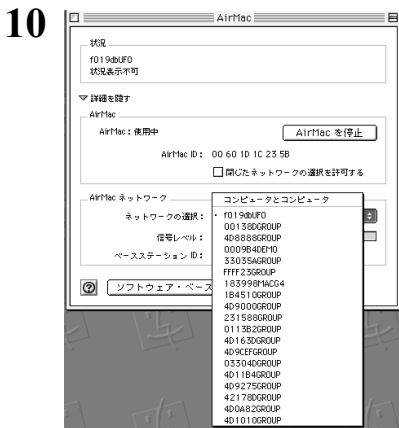 10
AirMac
状況
f019dbUF0
状況表示不可
詳細を隠す
AirMac
AirMac：使用中
AirMac を停止
AirMac ID： 00 60 1D 1C 23 5B
閉じたネットワークの選択を許可する
AirMac ネットワーク
ネットワークの選択：
信号レベル：
ベースステーション ID：
ソフトウェア・ベース
コンピュータとコンピュータ
・ f019dbUF0
00138DGROUP
4D8888GROUP
0009B4DEMO
33035AGROUP
FFFF23GROUP
183998MACG4
1B4510GROUP
4D9000GROUP
231588GROUP
0113B2GROUP
4D163DGROUP
4D9CEFGROUP
03304DGROUP
4D11B4GROUP
4D9275GROUP
42178DGROUP
4D0A82GROUP
4D1010GROUP